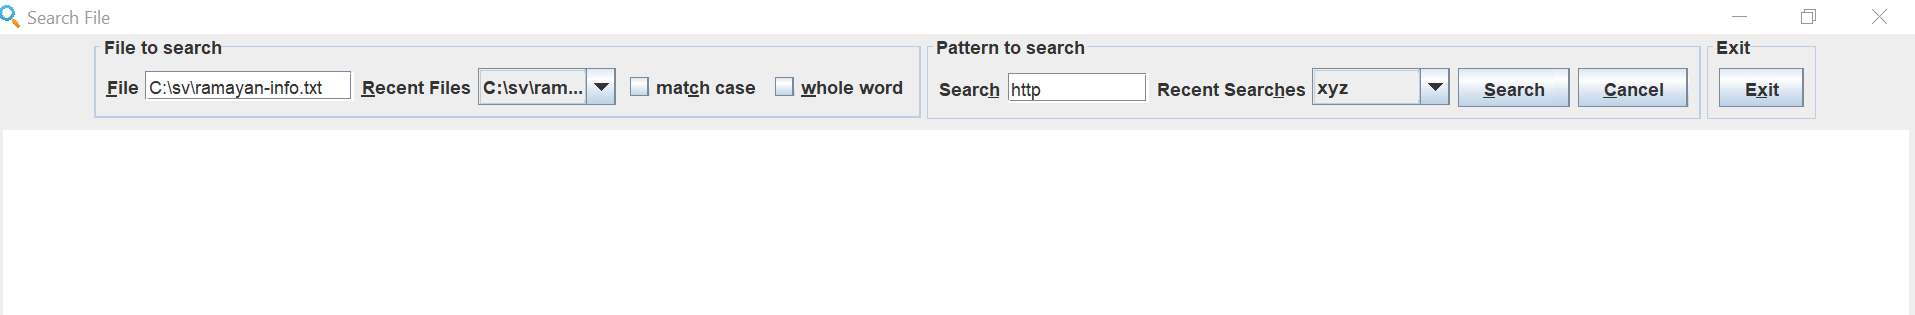 Search File
File to search
File C:\sv\ramayan-info.txt Recent Files C:\sv\ram... match case whole word
Pattern to search
Search http Recent Searches xyz Search Cancel
Exit
Exit